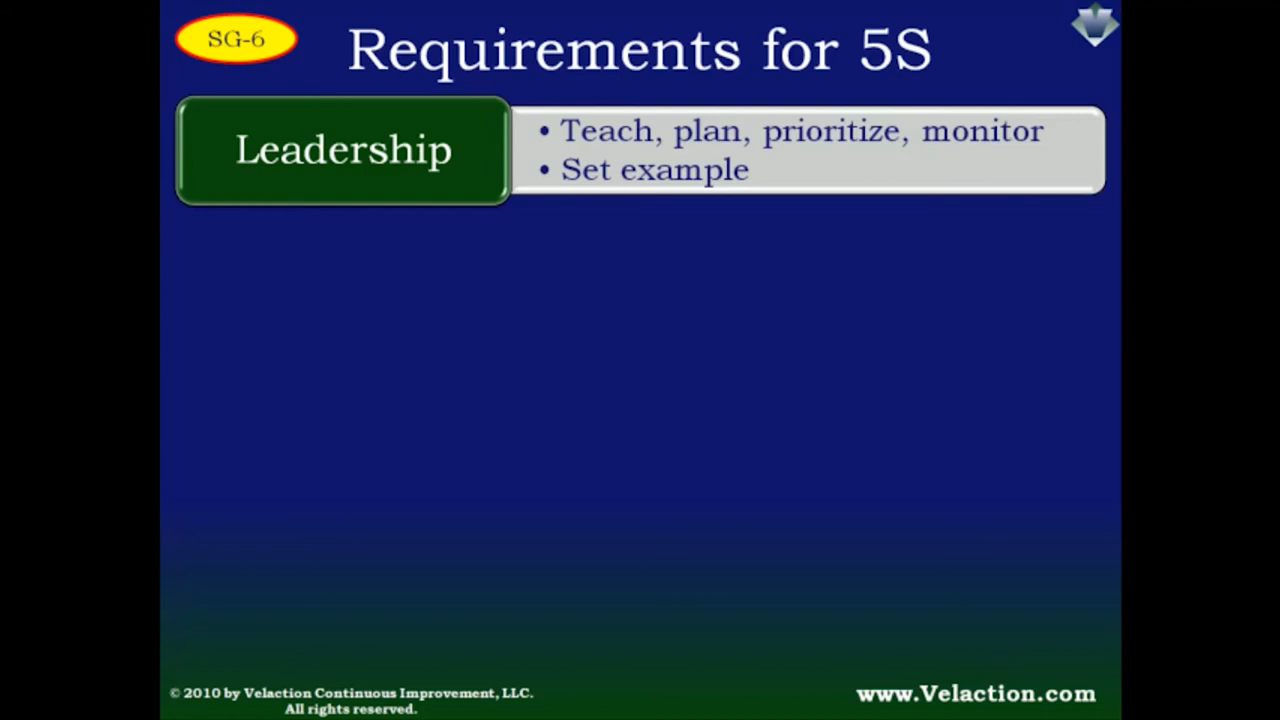 SG-6
Requirements for 5S
Leadership
• Teach, plan, prioritize, monitor
• Set example
© 2010 by Velaction Continuous Improvement, LLC.
All rights reserved.
www.Velaction.com